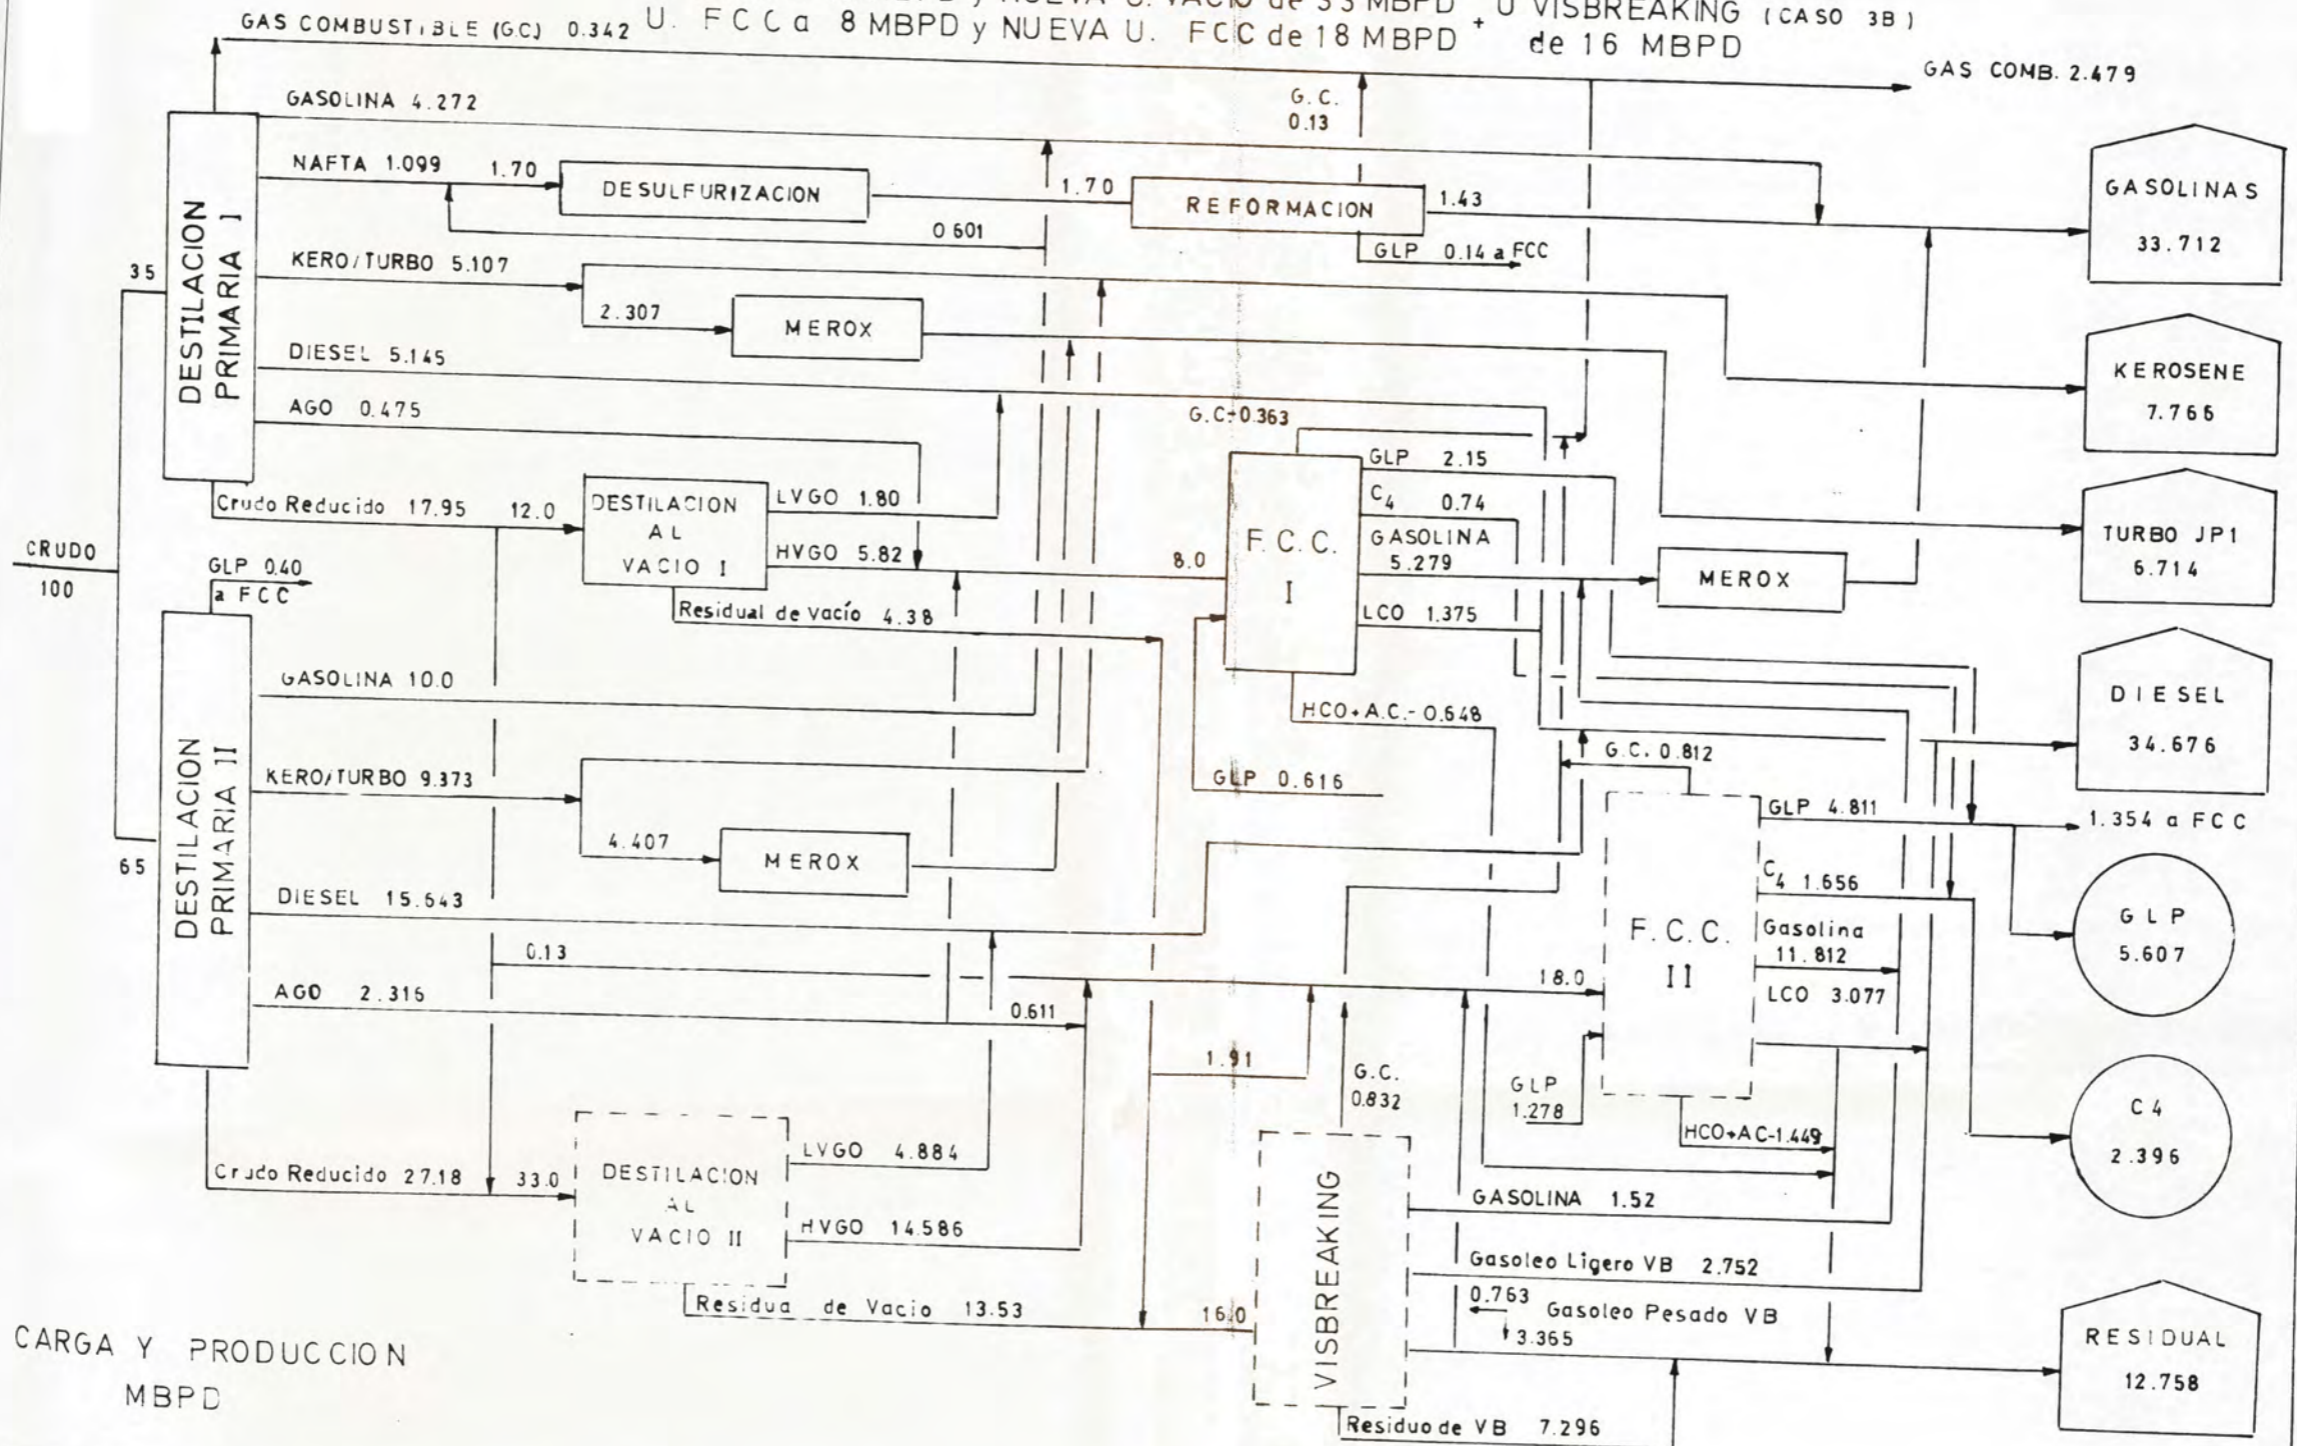 U. VACIO de 33 MBPD + U VISBREAKING (CASO 3B)
U. FCC a 8 MBPD y NUEVA U. FCC de 18 MBPD de 16 MBPD
GAS COMBUSTIBLE (G.C.) 0.342
GAS COMB. 2.479
GASOLINA 4.272
G.C.
0.13
NAFTA 1.099
1.70
DESULFURIZACION
1.70
REFORMACION
1.43
GASOLINAS
33.712
0.601
GLP 0.14 a FCC
DESTILACION
PRIMARIA I
35
KERO/TURBO 5.107
2.307
MEROX
KEROSENE
7.766
DIESEL 5.145
AGO 0.475
G.C.-0.363
Crudo Reducido 17.95
12.0
DESTILACION
AL
VACIO I
LVGO 1.80
HVGO 5.82
Residual de Vacío 4.38
8.0
F.C.C.
I
GLP 2.15
C4 0.74
GASOLINA
5.279
LCO 1.375
MEROX
TURBO JP1
6.714
CRUDO
100
GLP 0.40
a FCC
HCO+A.C.-0.648
GLP 0.616
DIESEL
34.676
DESTILACION
PRIMARIA II
65
GASOLINA 10.0
KERO/TURBO 9.373
4.407
MEROX
G.C. 0.812
GLP 4.811
1.354 a FCC
C4 1.656
DIESEL 15.643
F.C.C.
II
Gasolina
11.812
LCO 3.077
GLP
5.607
0.13
AGO 2.315
0.611
18.0
1.91
G.C.
0.832
GLP
1.278
HCO+AC-1.449
C4
2.396
Crudo Reducido 27.18
33.0
DESTILACION
AL
VACIO II
LVGO 4.884
HVGO 14.586
Residua de Vacio 13.53
16.0
VISBREAKING
GASOLINA 1.52
Gasoleo Ligero VB 2.752
0.763
Gasoleo Pesado VB
3.365
RESIDUAL
12.758
Residuo de VB 7.296
CARGA Y PRODUCCION
MBPD